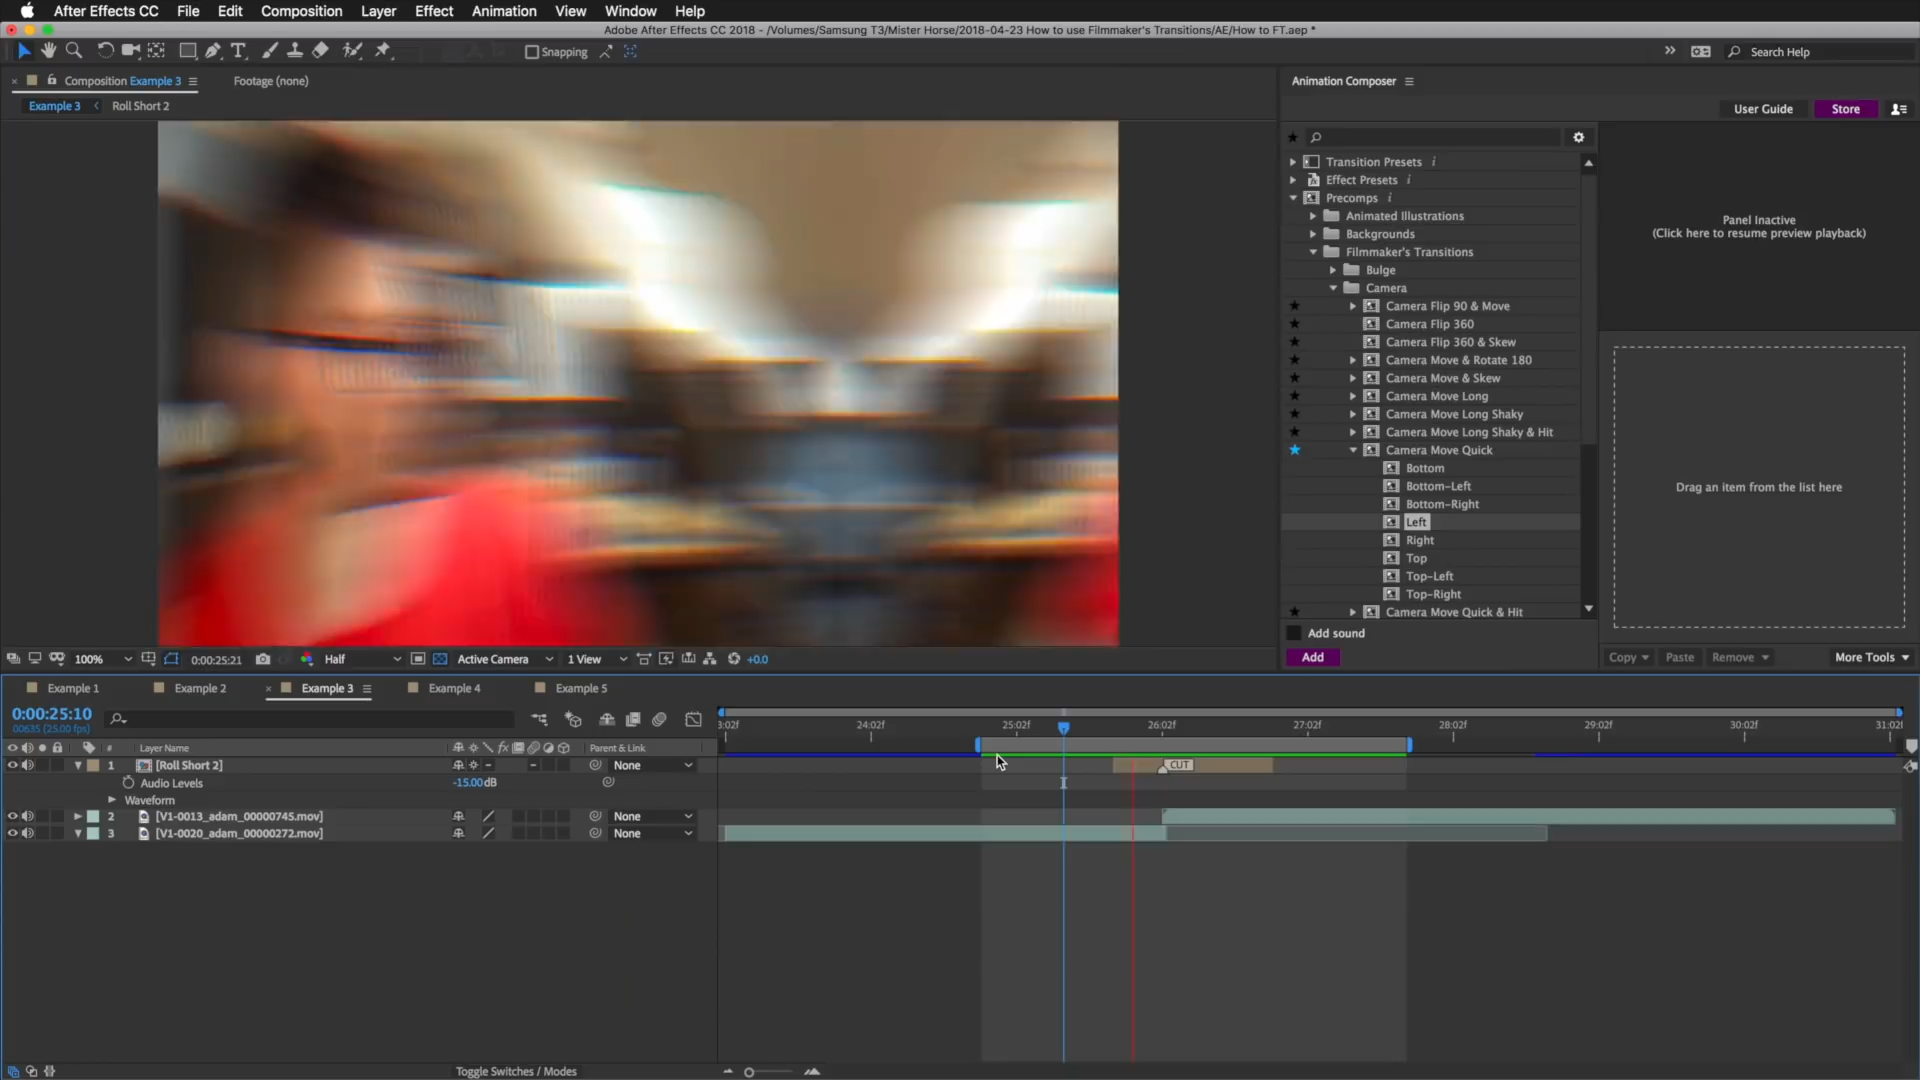 After Effects CC File Edit Composition Layer Effect Animation View Window Help
Adobe After Effects CC 2018 - /Volumes/Samsung T3/Mister Horse/2018-04-23 How to use Filmmaker's Transitions/AE/How to FT.aep *
Snapping
Search Help
Composition Example 3
Footage (none)
Animation Composer
Example 3
Roll Short 2
User Guide
Store
Transition Presets
Effect Presets
Precomps
Animated Illustrations
Backgrounds
Filmmaker's Transitions
Bulge
Camera
Camera Flip 90 & Move
Camera Flip 360
Camera Flip 360 & Skew
Camera Move & Rotate 180
Camera Move & Skew
Camera Move Long
Camera Move Long Shaky
Camera Move Long Shaky & Hit
Camera Move Quick
Bottom
Bottom-Left
Bottom-Right
Left
Right
Top
Top-Left
Top-Right
Camera Move Quick & Hit
Panel Inactive
(Click here to resume preview playback)
Drag an item from the list here
Add sound
Add
Copy
Paste
Remove
More Tools
100%
0:00:25:21
Half
Active Camera
1 View
+0.0
Example 1
Example 2
Example 3
Example 4
Example 5
0:00:25:10
00635 (25.00 fps)
3:02f
24:02f
25:02f
26:02f
27:02f
28:02f
29:02f
30:02f
31:02f
# Layer Name
Parent & Link
1 [Roll Short 2]
None
CUT
Audio Levels
-15.00dB
Waveform
2 [V1-0013_adam_00000745.mov]
None
3 [V1-0020_adam_00000272.mov]
None
Toggle Switches / Modes